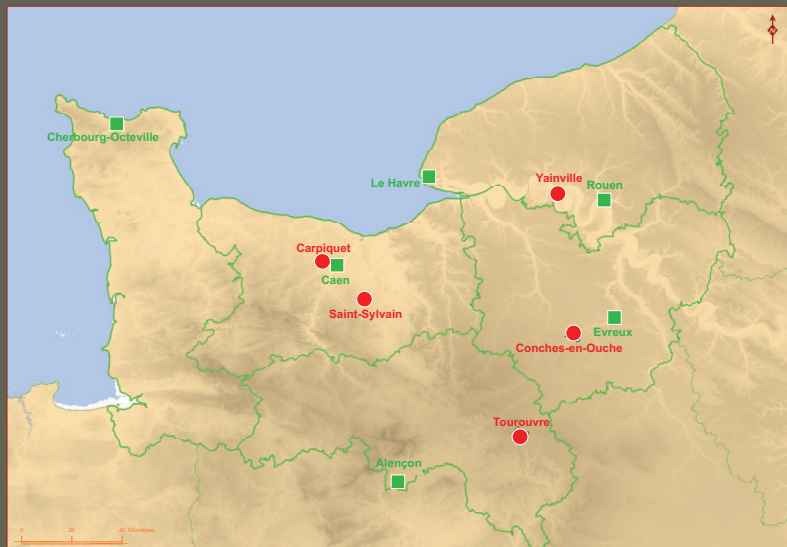 N
Cherbourg-Octeville
Le Havre
Yainville
Rouen
Carpiquet
Caen
Saint-Sylvain
Evreux
Conches-en-Ouche
Tourouvre
Alençon
0 20 40 Kilomètres